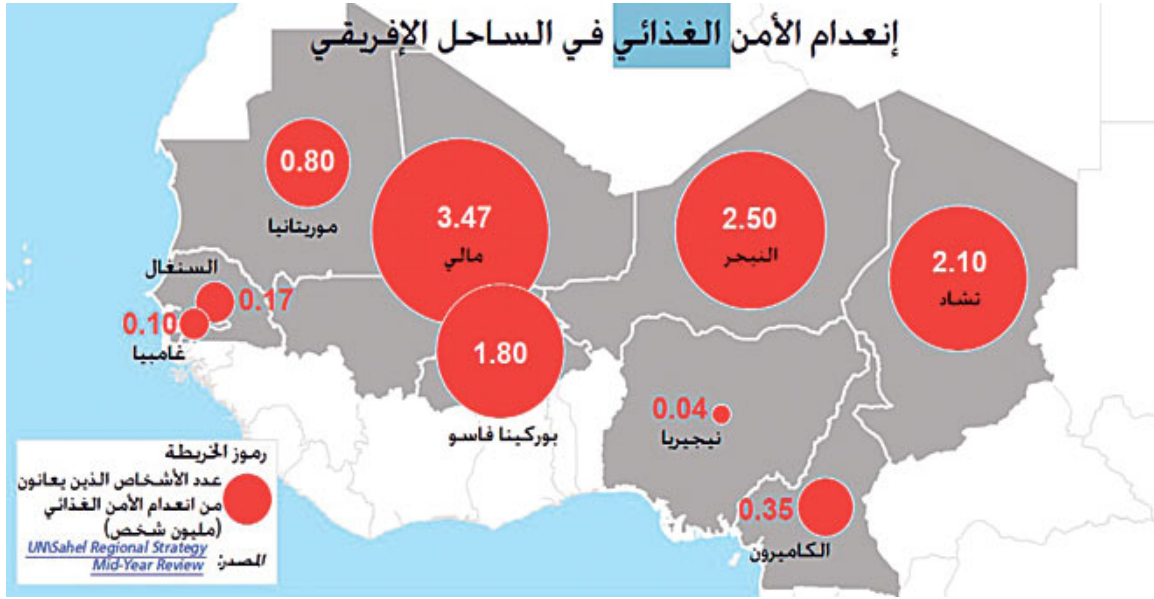 إنعدام الأمن الغذائي في الساحل الإفريقي
0.80
موريتانيا
3.47
مالي
2.50
النيجر
2.10
تشاد
السنغال
0.17
0.10
غامبيا
1.80
بوركينا فاسو
0.04
نيجيريا
0.35
الكاميرون
رموز الخريطة
عدد الأشخاص الذين يعانون
من انعدام الأمن الغذائي
(مليون شخص)
المصدر: UN\Sahel Regional Strategy
Mid-Year Review